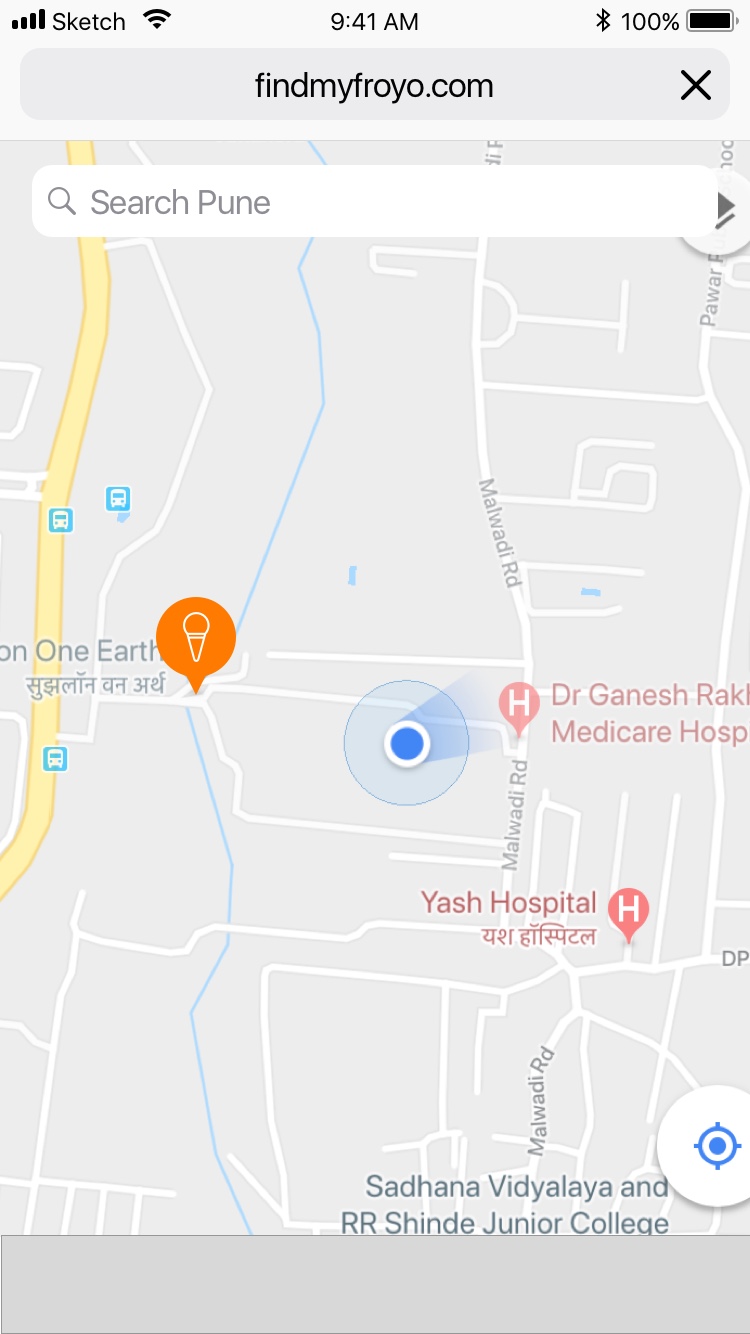 Sketch 9:41 AM 100%
findmyfroyo.com
Search Pune
Pawar
Malwadi Rd
on One Earth
सुझलॉन वन अर्थ
Dr Ganesh Rakh
Medicare Hosp
Malwadi Rd
Yash Hospital
यश हॉस्पिटल
DP
Malwadi Rd
Sadhana Vidyalaya and
RR Shinde Junior College